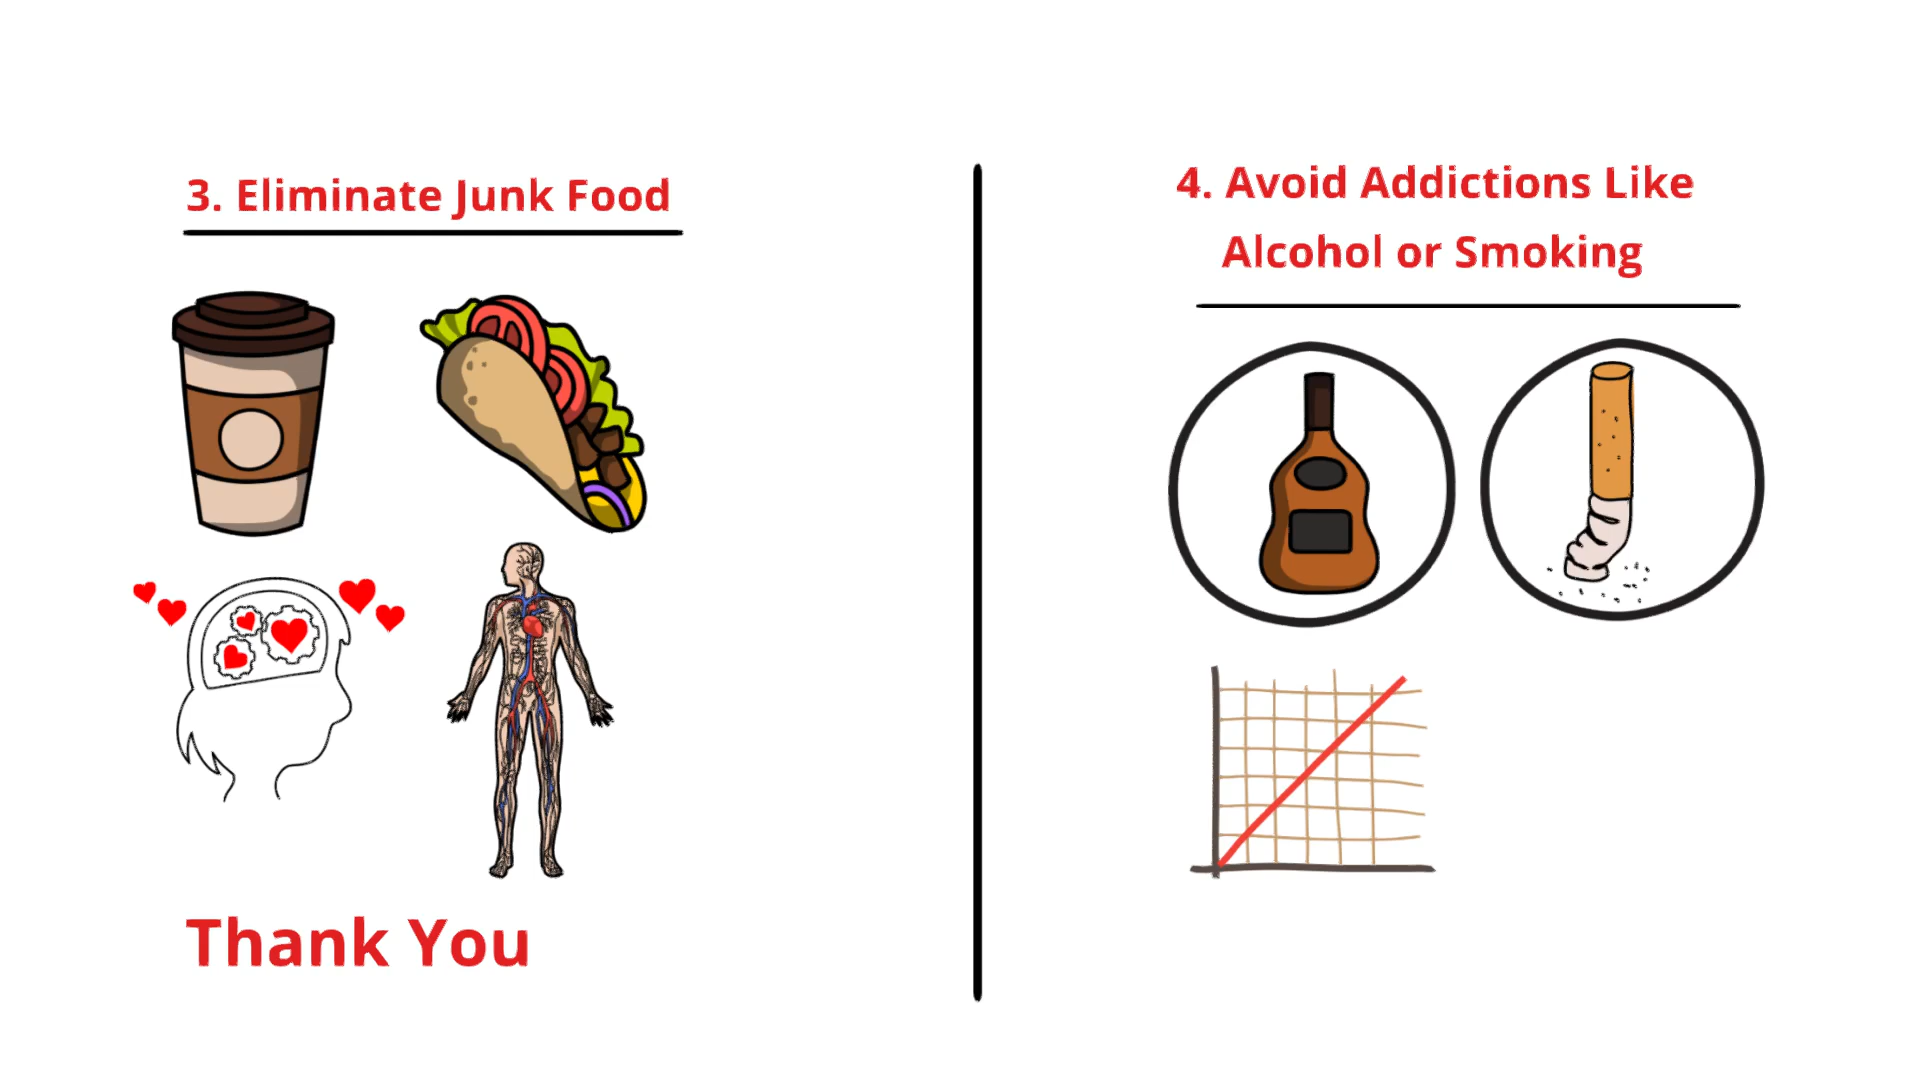 3. Eliminate Junk Food
Thank You
4. Avoid Addictions Like
Alcohol or Smoking